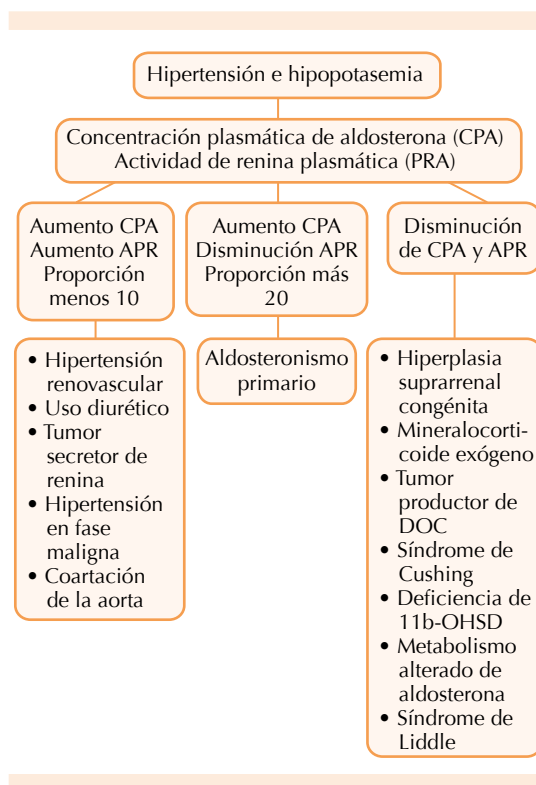 Hipertensión e hipopotasemia
Concentración plasmática de aldosterona (CPA)
Actividad de renina plasmática (PRA)
Aumento CPA
Aumento APR
Proporción
menos 10
Aumento CPA
Disminución APR
Proporción más
20
Disminución
de CPA y APR
• Hipertensión
renovascular
• Uso diurético
• Tumor
secretor de
renina
• Hipertensión
en fase
maligna
• Coartación
de la aorta
Aldosteronismo
primario
• Hiperplasia
suprarrenal
congénita
• Mineralocorti-
coide exógeno
• Tumor
productor de
DOC
• Síndrome de
Cushing
• Deficiencia de
11b-OHSD
• Metabolismo
alterado de
aldosterona
• Síndrome de
Liddle